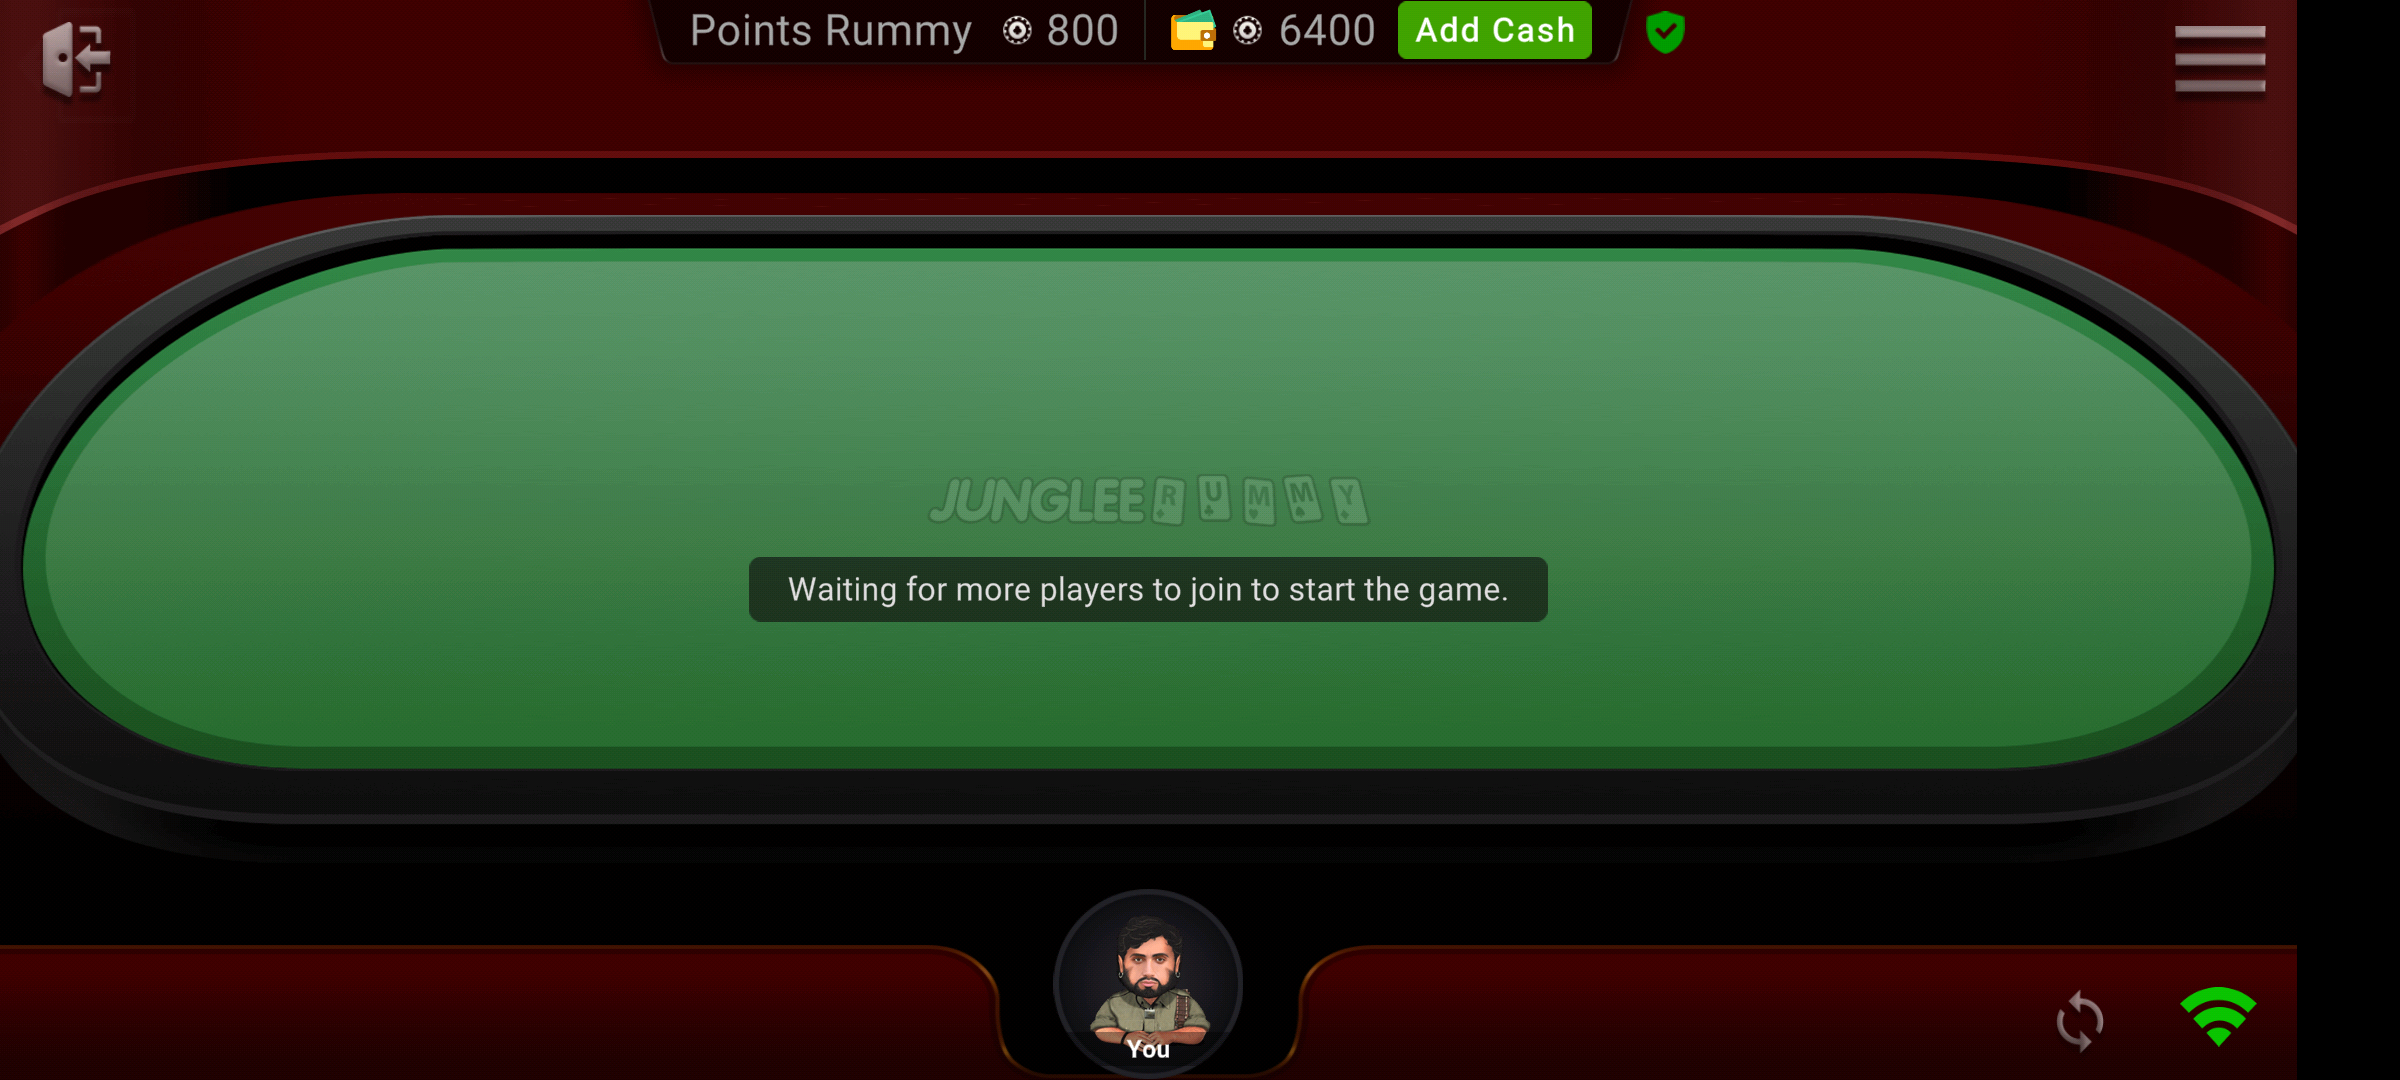 Points Rummy 800 6400 Add Cash
JUNGLEE RUMMY
Waiting for more players to join to start the game.
You